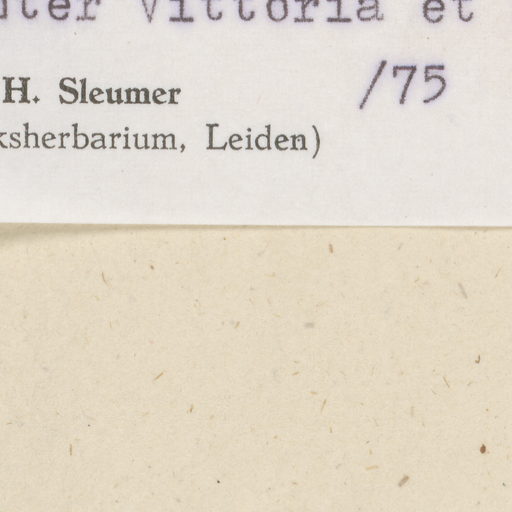 Vittoria et
/75
H. Sleumer
ksherbarium, Leiden)